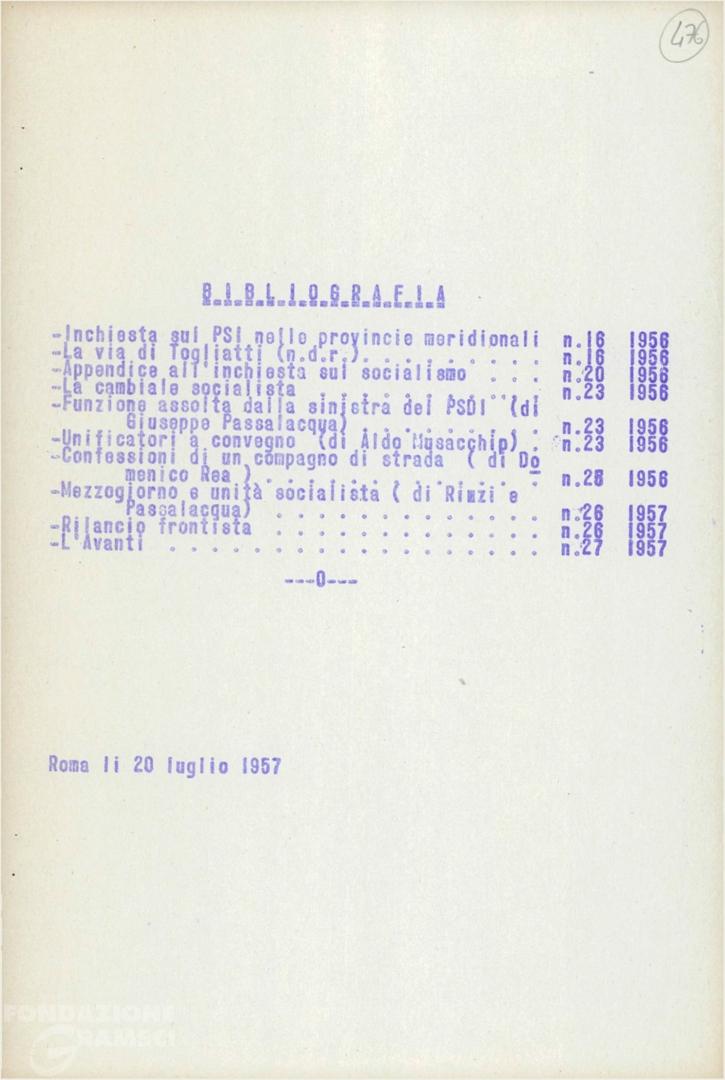 476
B.I.B.L.I.O.G.R.A.F.I.A
-Inchiesta sul PSI nelle provincie meridionali n.16 1956
-La via di Togliatti (n.d.r.). . . . . . . . . . n.16 1956
-Appendice all'inchiesta sul socialismo . . . n.20 1956
-La cambiale socialista . . . . . . . . . . . . n.23 1956
-Funzione assolta dalla sinistra del PSDI (di
Giuseppe Passalacqua) . . . . . . . . . n.23 1956
-Unificatori a convegno (di Aldo Musacchio) . n.23 1956
-Confessioni di un compagno di strada ( di Do
menico Rea ) . . . . . . . . . . . . . . n.28 1956
-Mezzogiorno e unità socialista ( di Rinzi e
Passalacqua) . . . . . . . . . . . . . . n.26 1957
-Rilancio frontista . . . . . . . . . . . . . n.26 1957
-L'Avanti . . . . . . . . . . . . . . . . . . . n.27 1957
---0---
Roma li 20 luglio 1957
FONDAZIONE
GRAMSCI